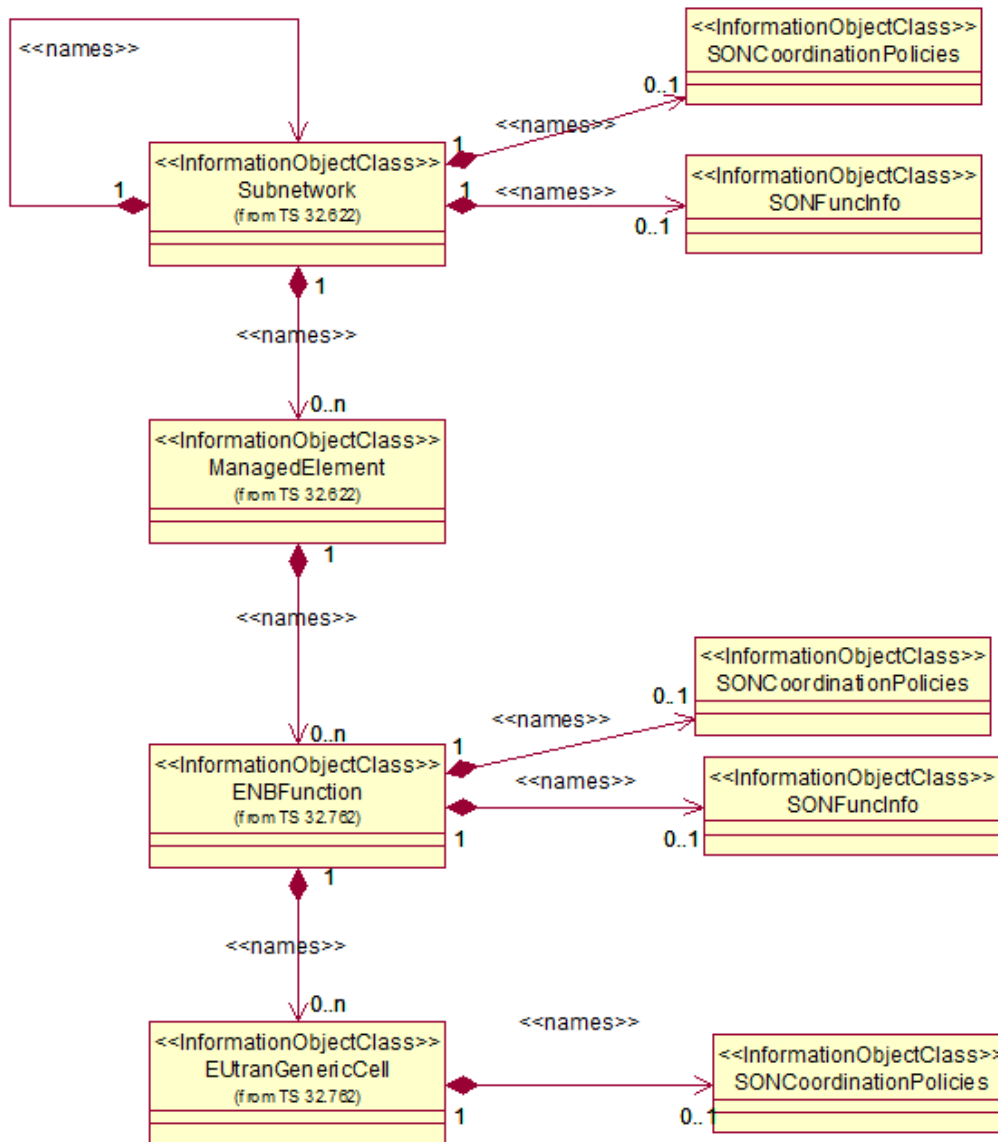 <<names>>
<<InformationObjectClass>>
SONCoordinationPolicies
0..1
<<names>>
1
<<InformationObjectClass>>
Subnetwork
(from TS 32.622)
1
1
<<names>>
<<InformationObjectClass>>
SONFuncInfo
0..1
1
<<names>>
0..n
<<InformationObjectClass>>
ManagedElement
(from TS 32.622)
1
<<names>>
0..n
<<InformationObjectClass>>
SONCoordinationPolicies
0..1
<<names>>
1
<<InformationObjectClass>>
ENBFunction
(from TS 32.762)
<<names>>
1
<<InformationObjectClass>>
SONFuncInfo
0..1
1
<<names>>
0..n
<<InformationObjectClass>>
EUtranGenericCell
(from TS 32.762)
<<names>>
1
0..1
<<InformationObjectClass>>
SONCoordinationPolicies